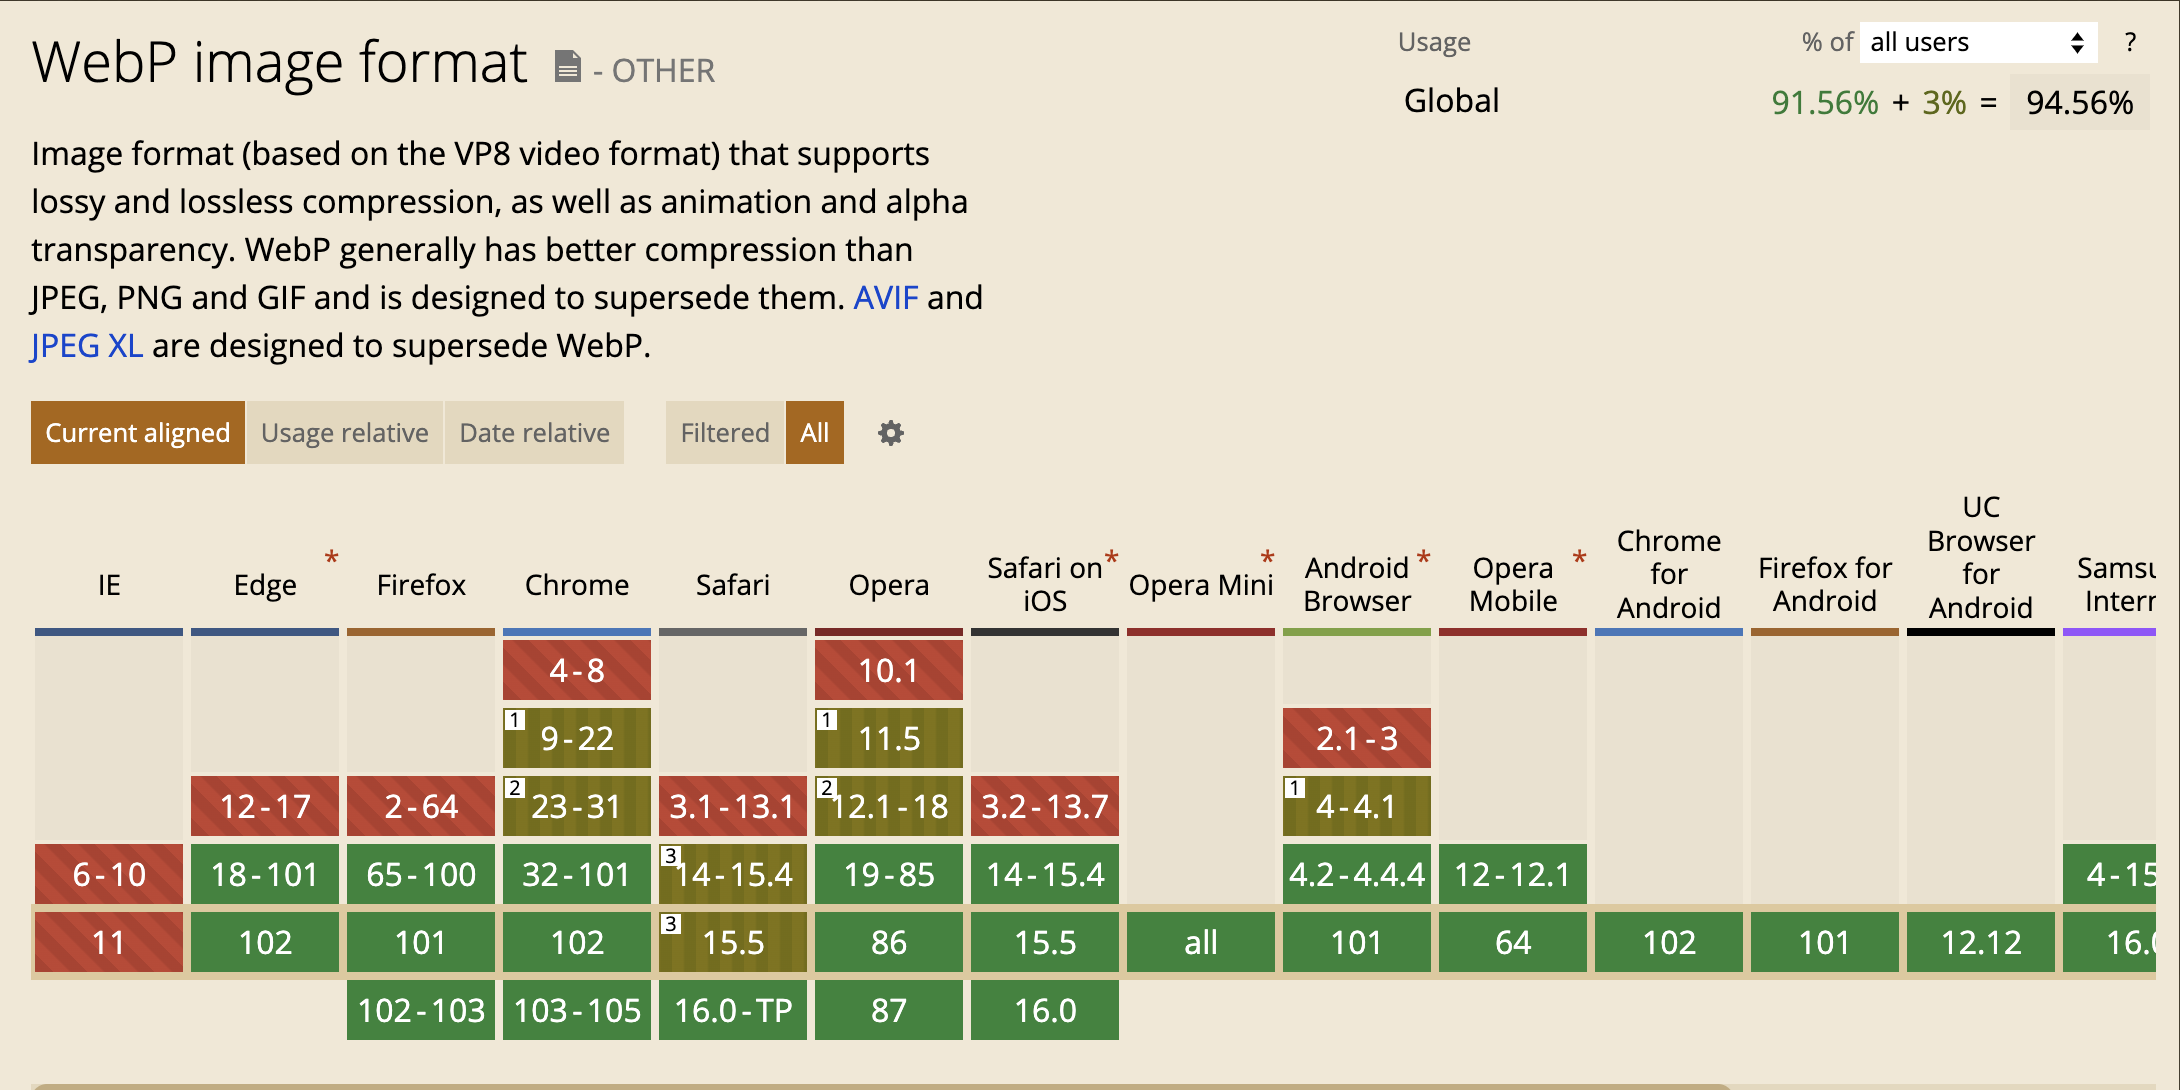 WebP image format - OTHER
Usage % of all users ?
Global 91.56% + 3% = 94.56%
Image format (based on the VP8 video format) that supports
lossy and lossless compression, as well as animation and alpha
transparency. WebP generally has better compression than
JPEG, PNG and GIF and is designed to supersede them. AVIF and
JPEG XL are designed to supersede WebP.
Current aligned Usage relative Date relative Filtered All
IE
Edge *
Firefox
Chrome
Safari
Opera
Safari on *
iOS
Opera Mini *
Android *
Browser
Opera *
Mobile
Chrome
for
Android
Firefox for
Android
UC
Browser
for
Android
Samsu
Intern
4-8 10.1
1 9-22 1 11.5 2.1-3
12-17 2-64 2 23-31 3.1-13.1 2 12.1-18 3.2-13.7 1 4-4.1
6-10 18-101 65-100 32-101 3 14-15.4 19-85 14-15.4 4.2-4.4.4 12-12.1 4-15
11 102 101 102 3 15.5 86 15.5 all 101 64 102 101 12.12 16.0
102-103 103-105 16.0-TP 87 16.0